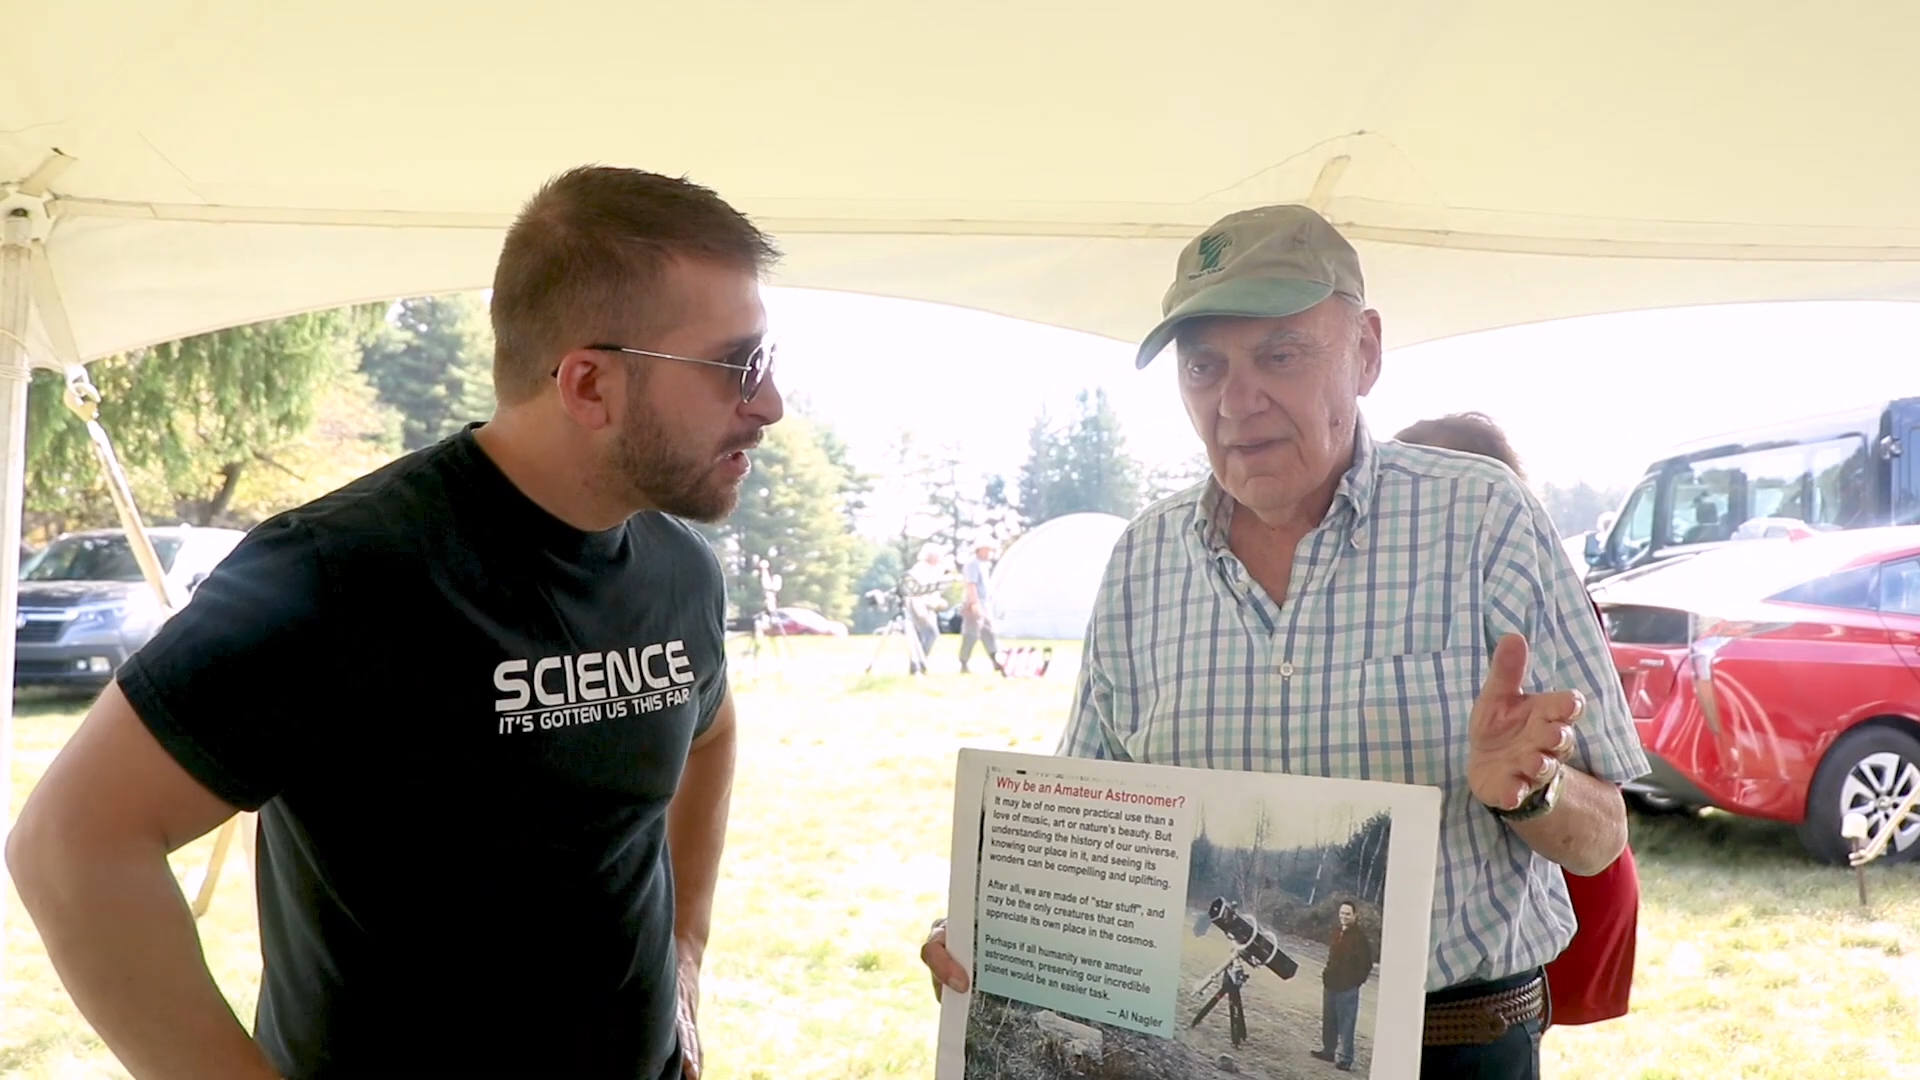 SCIENCE
IT'S GOTTEN US THIS FAR
Why be an Amateur Astronomer?
It may be of no more practical use than a
love of music, art or nature's beauty. But
understanding the history of our universe,
knowing our place in it, and seeing its
wonders can be compelling and uplifting.
After all, we are made of "star stuff", and
may be the only creatures that can
appreciate its own place in the cosmos.
Perhaps if all humanity were amateur
astronomers, preserving our incredible
planet would be an easier task.
— Al Nagler